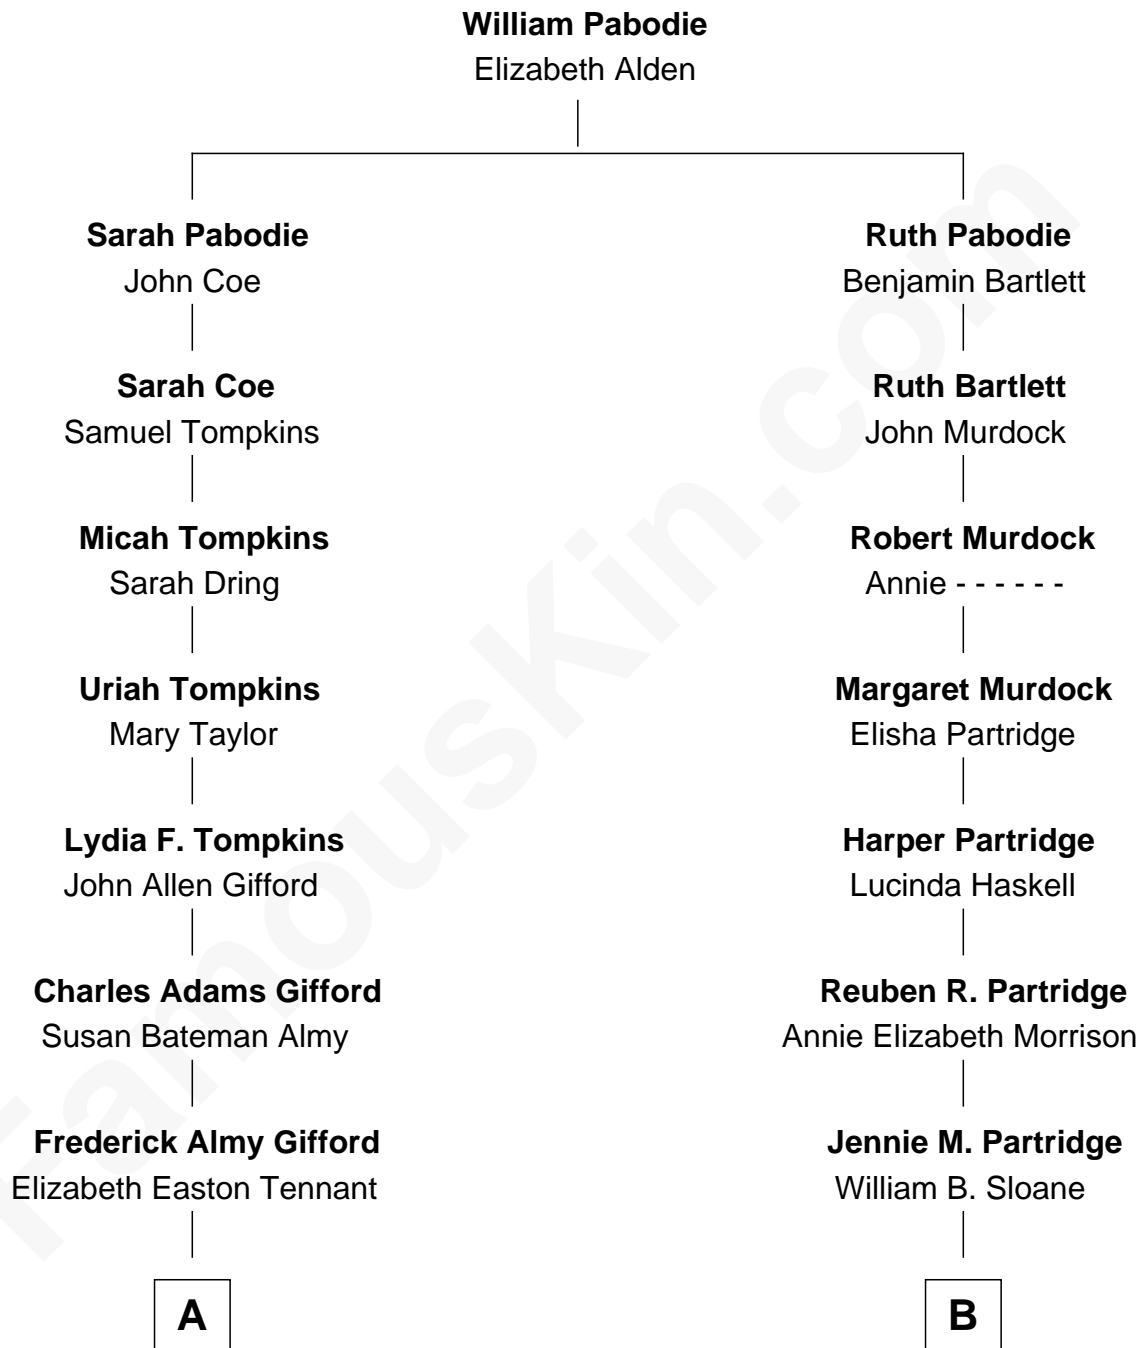 William Pabodie
Elizabeth Alden
Sarah Pabodie
John Coe
Ruth Pabodie
Benjamin Bartlett
Sarah Coe
Samuel Tompkins
Ruth Bartlett
John Murdock
Micah Tompkins
Sarah Dring
Robert Murdock
Annie - - - - - -
Uriah Tompkins
Mary Taylor
Margaret Murdock
Elisha Partridge
Lydia F. Tompkins
John Allen Gifford
Harper Partridge
Lucinda Haskell
Charles Adams Gifford
Susan Bateman Almy
Reuben R. Partridge
Annie Elizabeth Morrison
Frederick Almy Gifford
Elizabeth Easton Tennant
Jennie M. Partridge
William B. Sloane
A
B
FamousKin.com